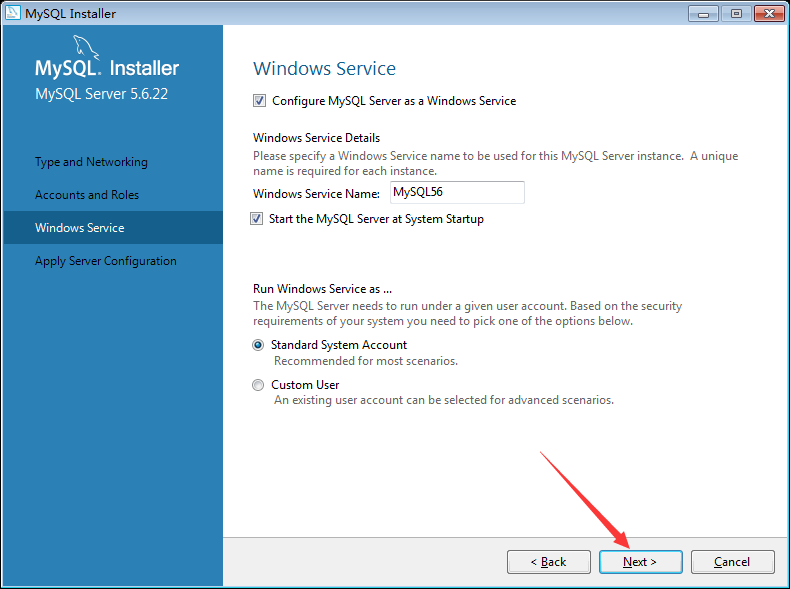 MySQL Installer
MySQL. Installer
MySQL Server 5.6.22
Type and Networking
Accounts and Roles
Windows Service
Apply Server Configuration
Windows Service
Configure MySQL Server as a Windows Service
Windows Service Details
Please specify a Windows Service name to be used for this MySQL Server instance. A unique
name is required for each instance.
Windows Service Name: MySQL56
Start the MySQL Server at System Startup
Run Windows Service as ...
The MySQL Server needs to run under a given user account. Based on the security
requirements of your system you need to pick one of the options below.
Standard System Account
Recommended for most scenarios.
Custom User
An existing user account can be selected for advanced scenarios.
< Back
Next >
Cancel